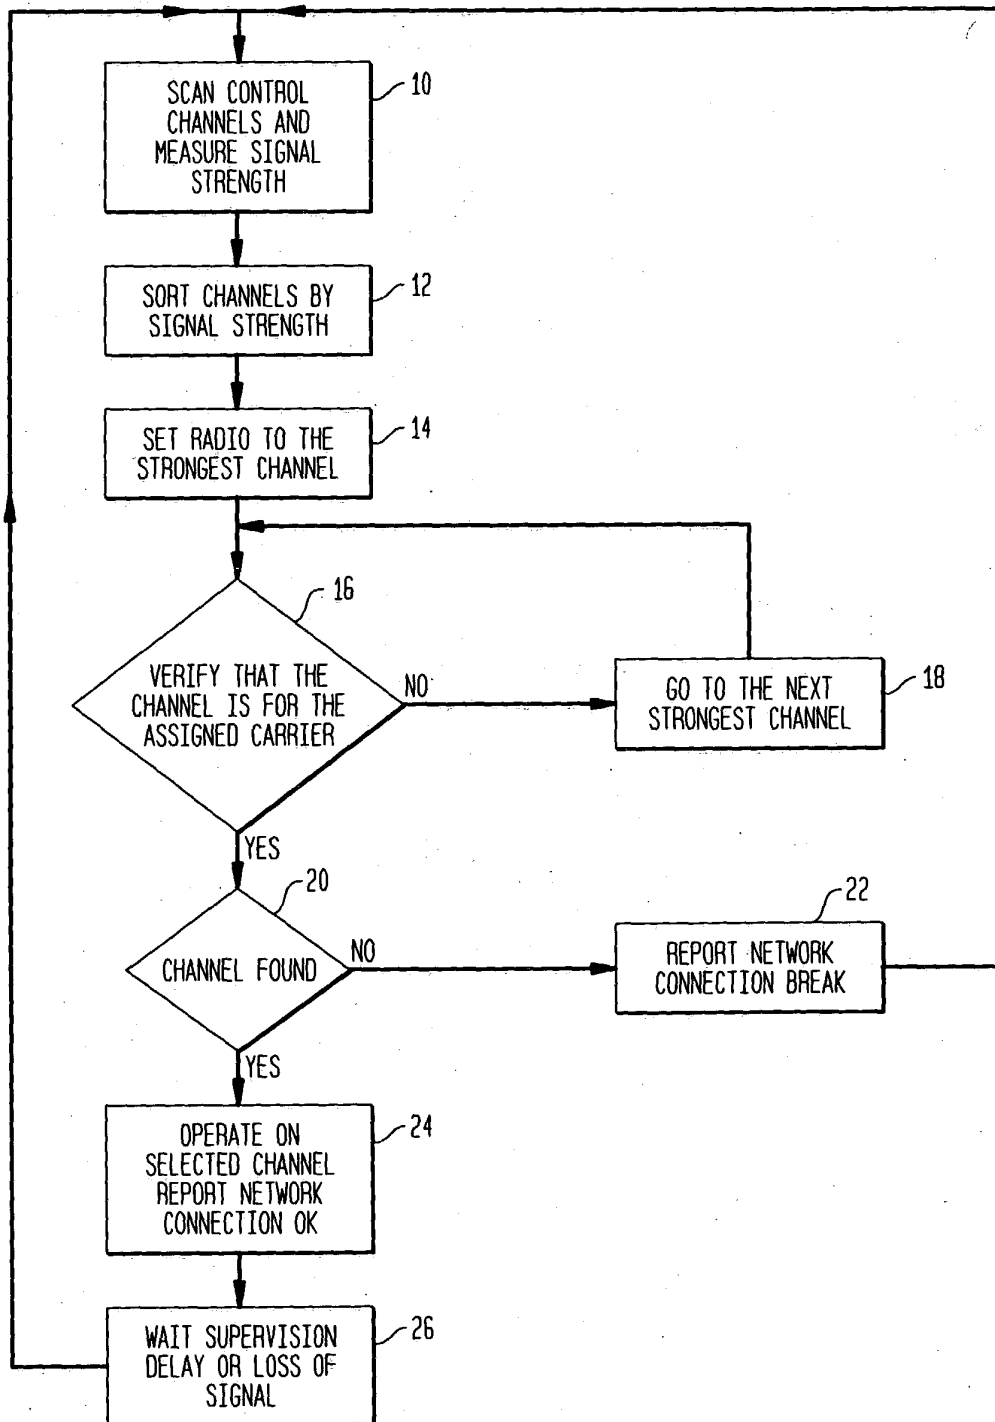 SCAN CONTROL
CHANNELS AND
MEASURE SIGNAL
STRENGTH
10
SORT CHANNELS BY
SIGNAL STRENGTH
12
SET RADIO TO THE
STRONGEST CHANNEL
14
16
VERIFY THAT THE
CHANNEL IS FOR THE
ASSIGNED CARRIER
NO
GO TO THE NEXT
STRONGEST CHANNEL
18
YES
20
CHANNEL FOUND
NO
22
REPORT NETWORK
CONNECTION BREAK
YES
OPERATE ON
SELECTED CHANNEL
REPORT NETWORK
CONNECTION OK
24
WAIT SUPERVISION
DELAY OR LOSS OF
SIGNAL
26